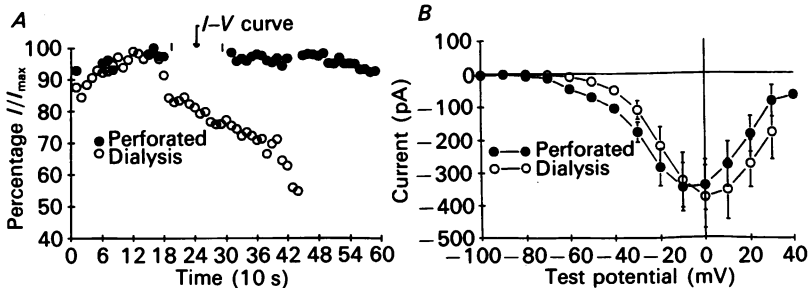 A
I–V curve
Percentage I/Imax
100
90
80
70
60
50
40
Perforated
Dialysis
0 6 12 18 24 30 36 42 48 54 60
Time (10 s)
B
Current (pA)
0
−100
−200
−300
−400
−500
Perforated
Dialysis
−100 −80 −60 −40 −20 0 20 40
Test potential (mV)